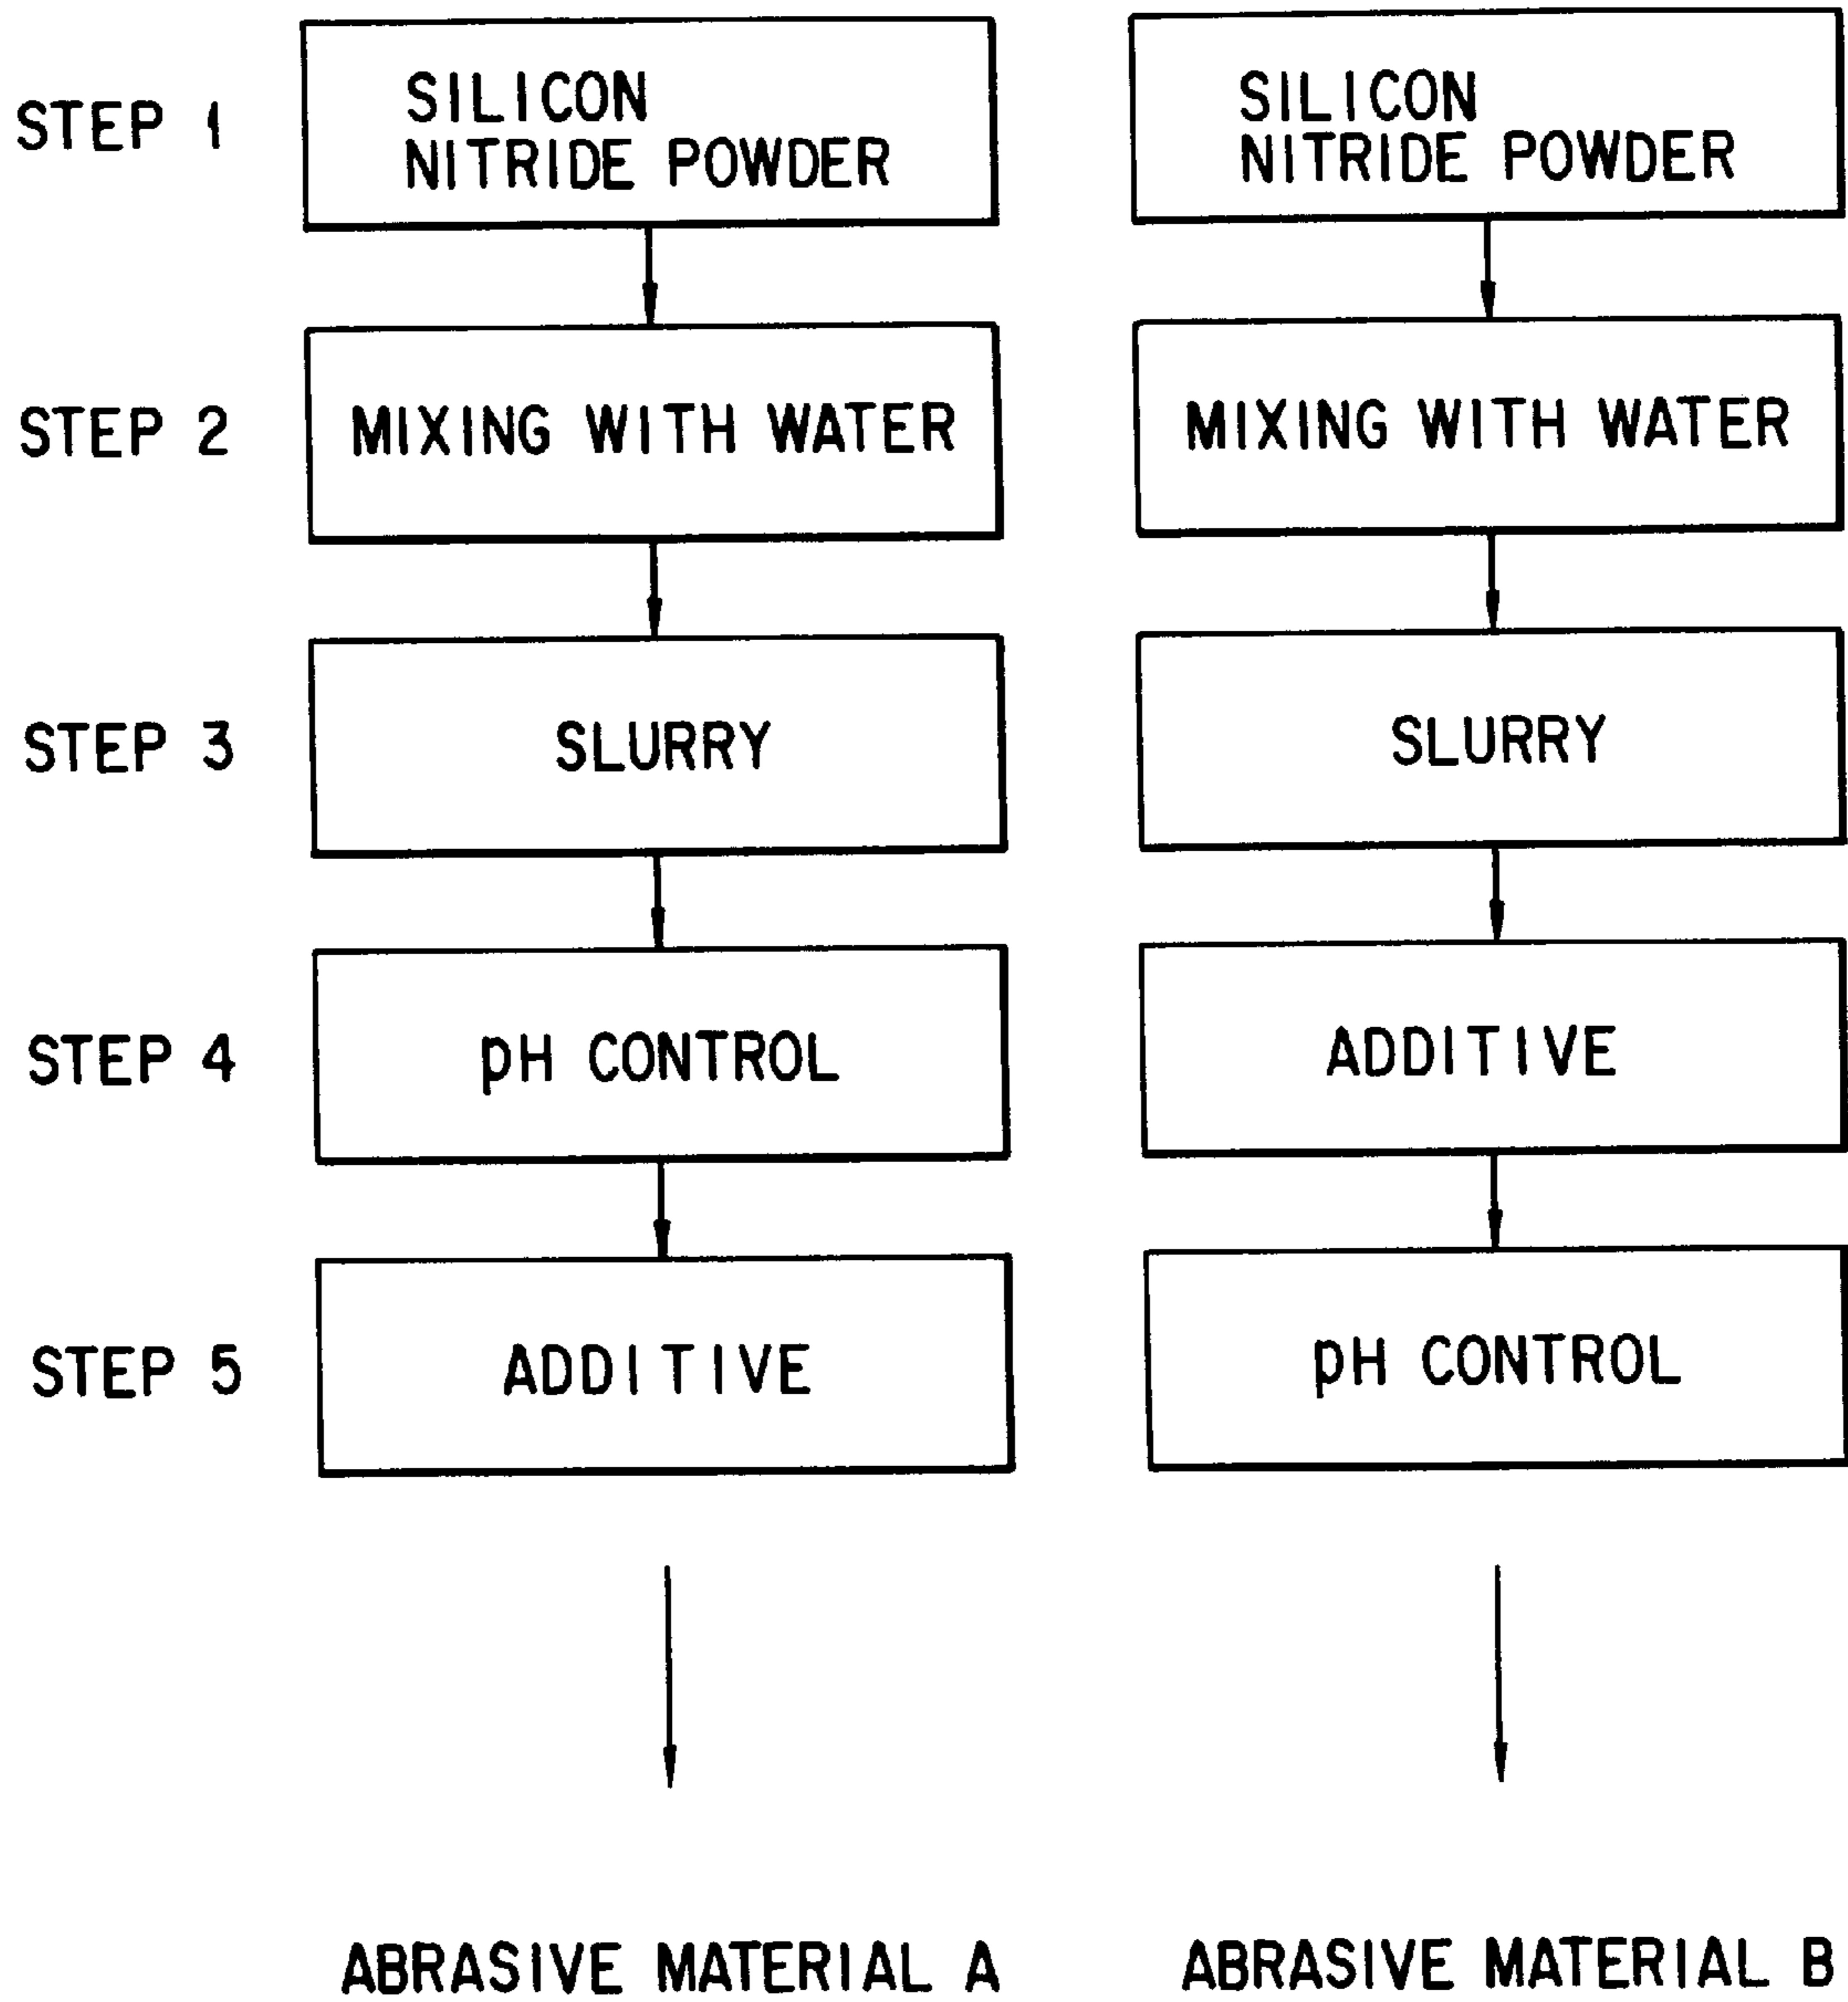 STEP 1
SILICON
NITRIDE POWDER
SILICON
NITRIDE POWDER
STEP 2
MIXING WITH WATER
MIXING WITH WATER
STEP 3
SLURRY
SLURRY
STEP 4
pH CONTROL
ADDITIVE
STEP 5
ADDITIVE
pH CONTROL
ABRASIVE MATERIAL A
ABRASIVE MATERIAL B